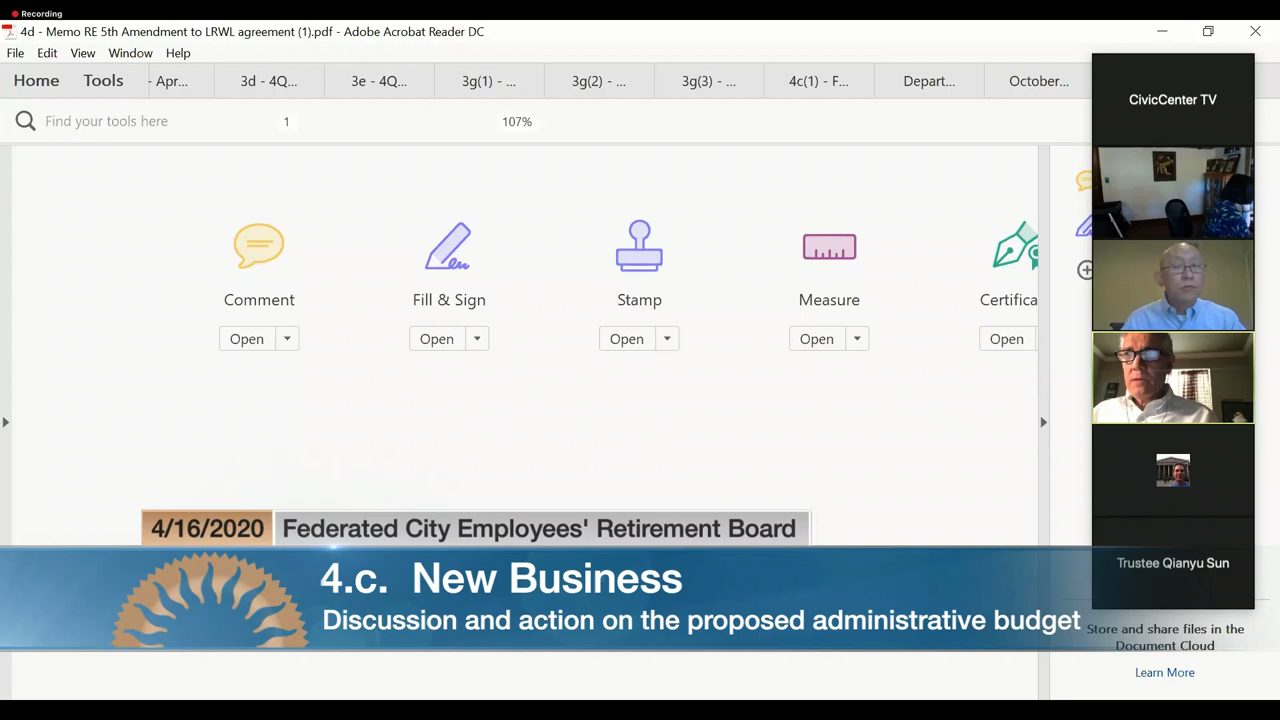 Recording
4d - Memo RE 5th Amendment to LRWL agreement (1).pdf - Adobe Acrobat Reader DC
File Edit View Window Help
Home Tools - Apr... 3d - 4Q... 3e - 4Q... 3g(1) - ... 3g(2) - ... 3g(3) - ... 4c(1) - F... Depart... October...
Find your tools here 1 107%
CivicCenter TV
Comment Fill & Sign Stamp Measure Certifica
Open Open Open Open Open
4/16/2020 Federated City Employees' Retirement Board
4.c. New Business
Discussion and action on the proposed administrative budget
Trustee Qianyu Sun
Store and share files in the
Document Cloud
Learn More